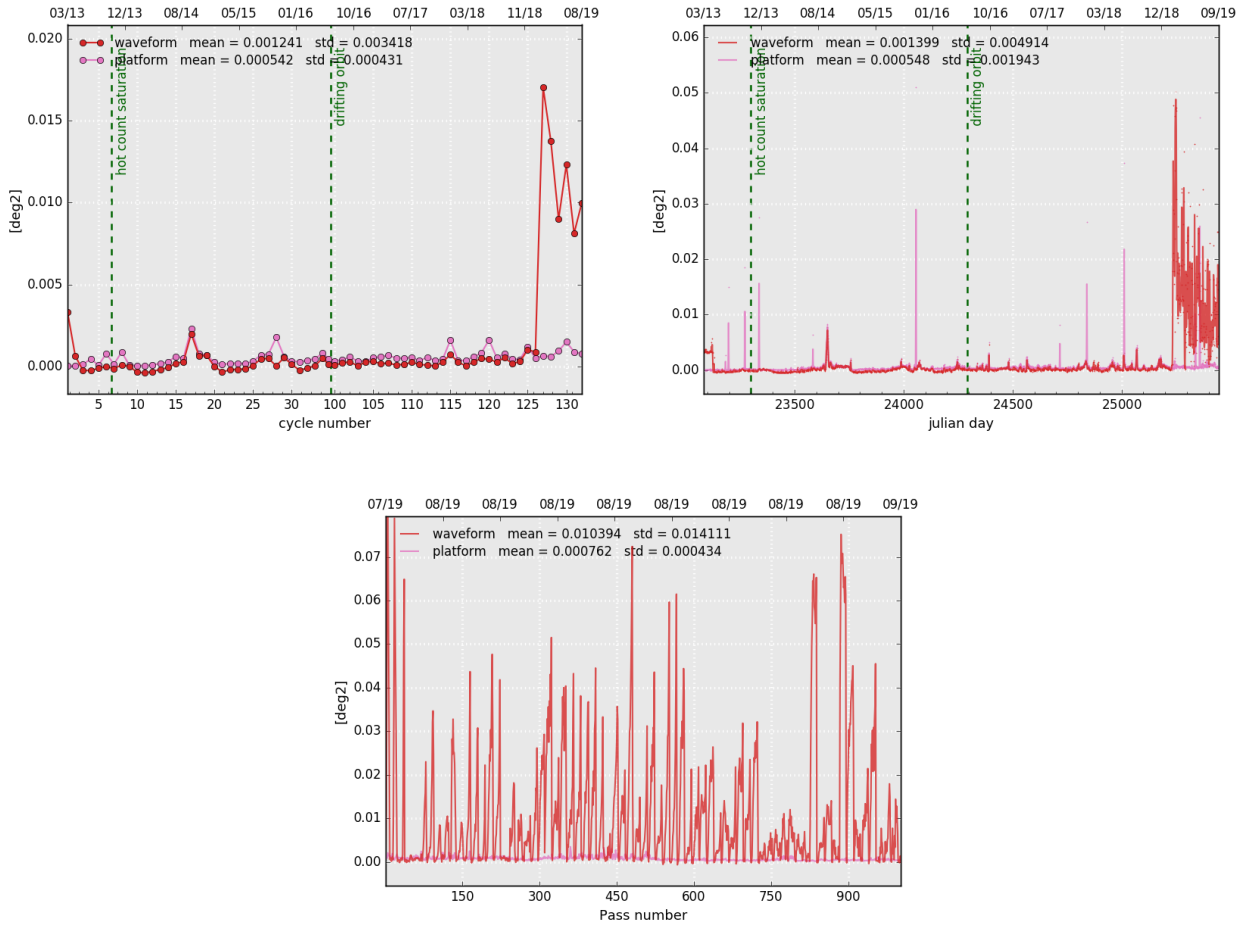 03/13 12/13 08/14 05/15 01/16 10/16 07/17 03/18 11/18 08/19
waveform mean = 0.001241 std = 0.003418
platform mean = 0.000542 std = 0.000431
hot count saturation
drifting orbit
0.020
0.015
0.010
0.005
0.000
[deg2]
5 10 15 20 25 30 100 105 110 115 120 125 130
cycle number
03/13 12/13 08/14 05/15 01/16 10/16 07/17 03/18 12/18 09/19
waveform mean = 0.001399 std = 0.004914
platform mean = 0.000548 std = 0.001943
hot count saturation
drifting orbit
0.06
0.05
0.04
0.03
0.02
0.01
0.00
[deg2]
23500 24000 24500 25000
julian day
07/19 08/19 08/19 08/19 08/19 08/19 08/19 08/19 08/19 09/19
waveform mean = 0.010394 std = 0.014111
platform mean = 0.000762 std = 0.000434
0.07
0.06
0.05
0.04
0.03
0.02
0.01
0.00
[deg2]
150 300 450 600 750 900
Pass number